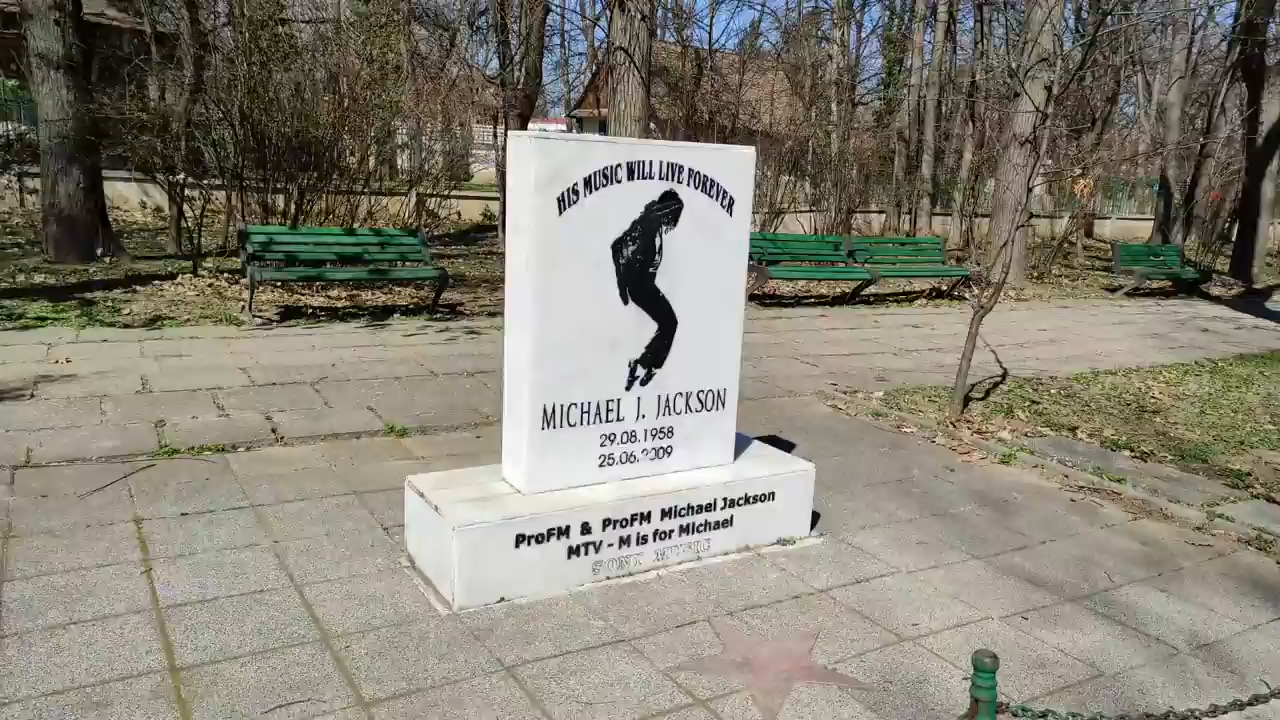 HIS MUSIC WILL LIVE FOREVER
MICHAEL J. JACKSON
29.08.1958
25.06.2009
ProFM & ProFM Michael Jackson
MTV - M is for Michael
SONY MUSIC